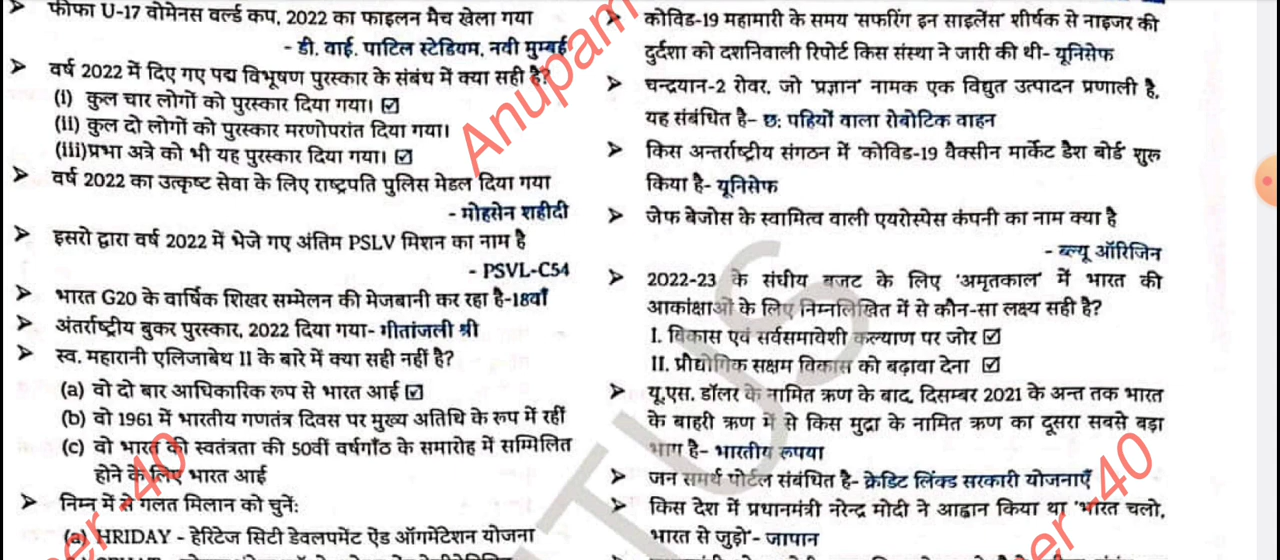 ➤ फीफा U-17 वोमेनस वर्ल्ड कप, 2022 का फाइलन मैच खेला गया
- डी. वाई. पाटिल स्टेडियम, नवी मुम्बई
➤ वर्ष 2022 में दिए गए पद्म विभूषण पुरस्कार के संबंध में क्या सही है?
(i) कुल चार लोगों को पुरस्कार दिया गया। ☑
(ii) कुल दो लोगों को पुरस्कार मरणोपरांत दिया गया।
(iii)प्रभा अत्रे को भी यह पुरस्कार दिया गया। ☑
➤ वर्ष 2022 का उत्कृष्ट सेवा के लिए राष्ट्रपति पुलिस मेडल दिया गया
- मोहसेन शहीदी
➤ इसरो द्वारा वर्ष 2022 में भेजे गए अंतिम PSLV मिशन का नाम है
- PSVL-C54
➤ भारत G20 के वार्षिक शिखर सम्मेलन की मेजबानी कर रहा है-18वाँ
➤ अंतर्राष्ट्रीय बुकर पुरस्कार, 2022 दिया गया- गीतांजली श्री
➤ स्व. महारानी एलिजाबेथ II के बारे में क्या सही नहीं है?
(a) वो दो बार आधिकारिक रूप से भारत आई ☑
(b) वो 1961 में भारतीय गणतंत्र दिवस पर मुख्य अतिथि के रूप में रहीं
(c) वो भारत की स्वतंत्रता की 50वीं वर्षगाँठ के समारोह में सम्मिलित
होने के लिए भारत आई
➤ निम्न में से गलत मिलान को चुनें:
(a) HRIDAY - हेरिटेज सिटी डेवलपमेंट ऐंड ऑगमेंटेशन योजना
➤ कोविड-19 महामारी के समय 'सफरिंग इन साइलेंस' शीर्षक से नाइजर की
दुर्दशा को दर्शानेवाली रिपोर्ट किस संस्था ने जारी की थी- यूनिसेफ
➤ चन्द्रयान-2 रोवर, जो 'प्रज्ञान' नामक एक विद्युत उत्पादन प्रणाली है,
यह संबंधित है- छ: पहियों वाला रोबोटिक वाहन
➤ किस अन्तर्राष्ट्रीय संगठन में 'कोविड-19 वैक्सीन मार्केट डैश बोर्ड' शुरू
किया है- यूनिसेफ
➤ जेफ बेजोस के स्वामित्व वाली एयरोस्पेस कंपनी का नाम क्या है
- ब्ल्यू ऑरिजिन
➤ 2022-23 के संघीय बजट के लिए 'अमृतकाल' में भारत की
आकांक्षाओं के लिए निम्नलिखित में से कौन-सा लक्ष्य सही है?
I. विकास एवं सर्वसमावेशी कल्याण पर जोर ☑
II. प्रौद्योगिक सक्षम विकास को बढ़ावा देना ☑
➤ यू.एस. डॉलर के नामित ऋण के बाद, दिसम्बर 2021 के अन्त तक भारत
के बाहरी ऋण में से किस मुद्रा के नामित ऋण का दूसरा सबसे बड़ा
भाग है- भारतीय रूपया
➤ जन समर्थ पोर्टल संबंधित है- क्रेडिट लिंक्ड सरकारी योजनाएँ
➤ किस देश में प्रधानमंत्री नरेन्द्र मोदी ने आह्वान किया था 'भारत चलो,
भारत से जुड़ो'- जापान
Anupam
er -40
er -40
TUS